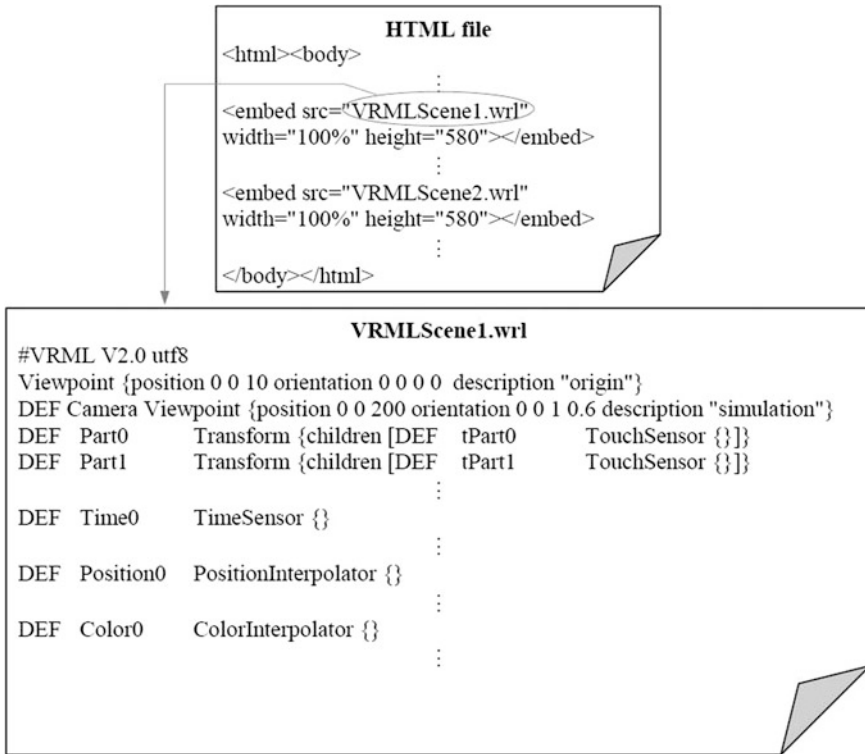 HTML file
<html><body>
⋮
<embed src="VRMLScene1.wrl"
width="100%" height="580"></embed>
⋮
<embed src="VRMLScene2.wrl"
width="100%" height="580"></embed>
⋮
</body></html>
VRMLScene1.wrl
#VRML V2.0 utf8
Viewpoint {position 0 0 10 orientation 0 0 0 0 description "origin"}
DEF Camera Viewpoint {position 0 0 200 orientation 0 0 1 0.6 description "simulation"}
DEF Part0 Transform {children [DEF tPart0 TouchSensor {}]}
DEF Part1 Transform {children [DEF tPart1 TouchSensor {}]}
⋮
DEF Time0 TimeSensor {}
⋮
DEF Position0 PositionInterpolator {}
⋮
DEF Color0 ColorInterpolator {}
⋮